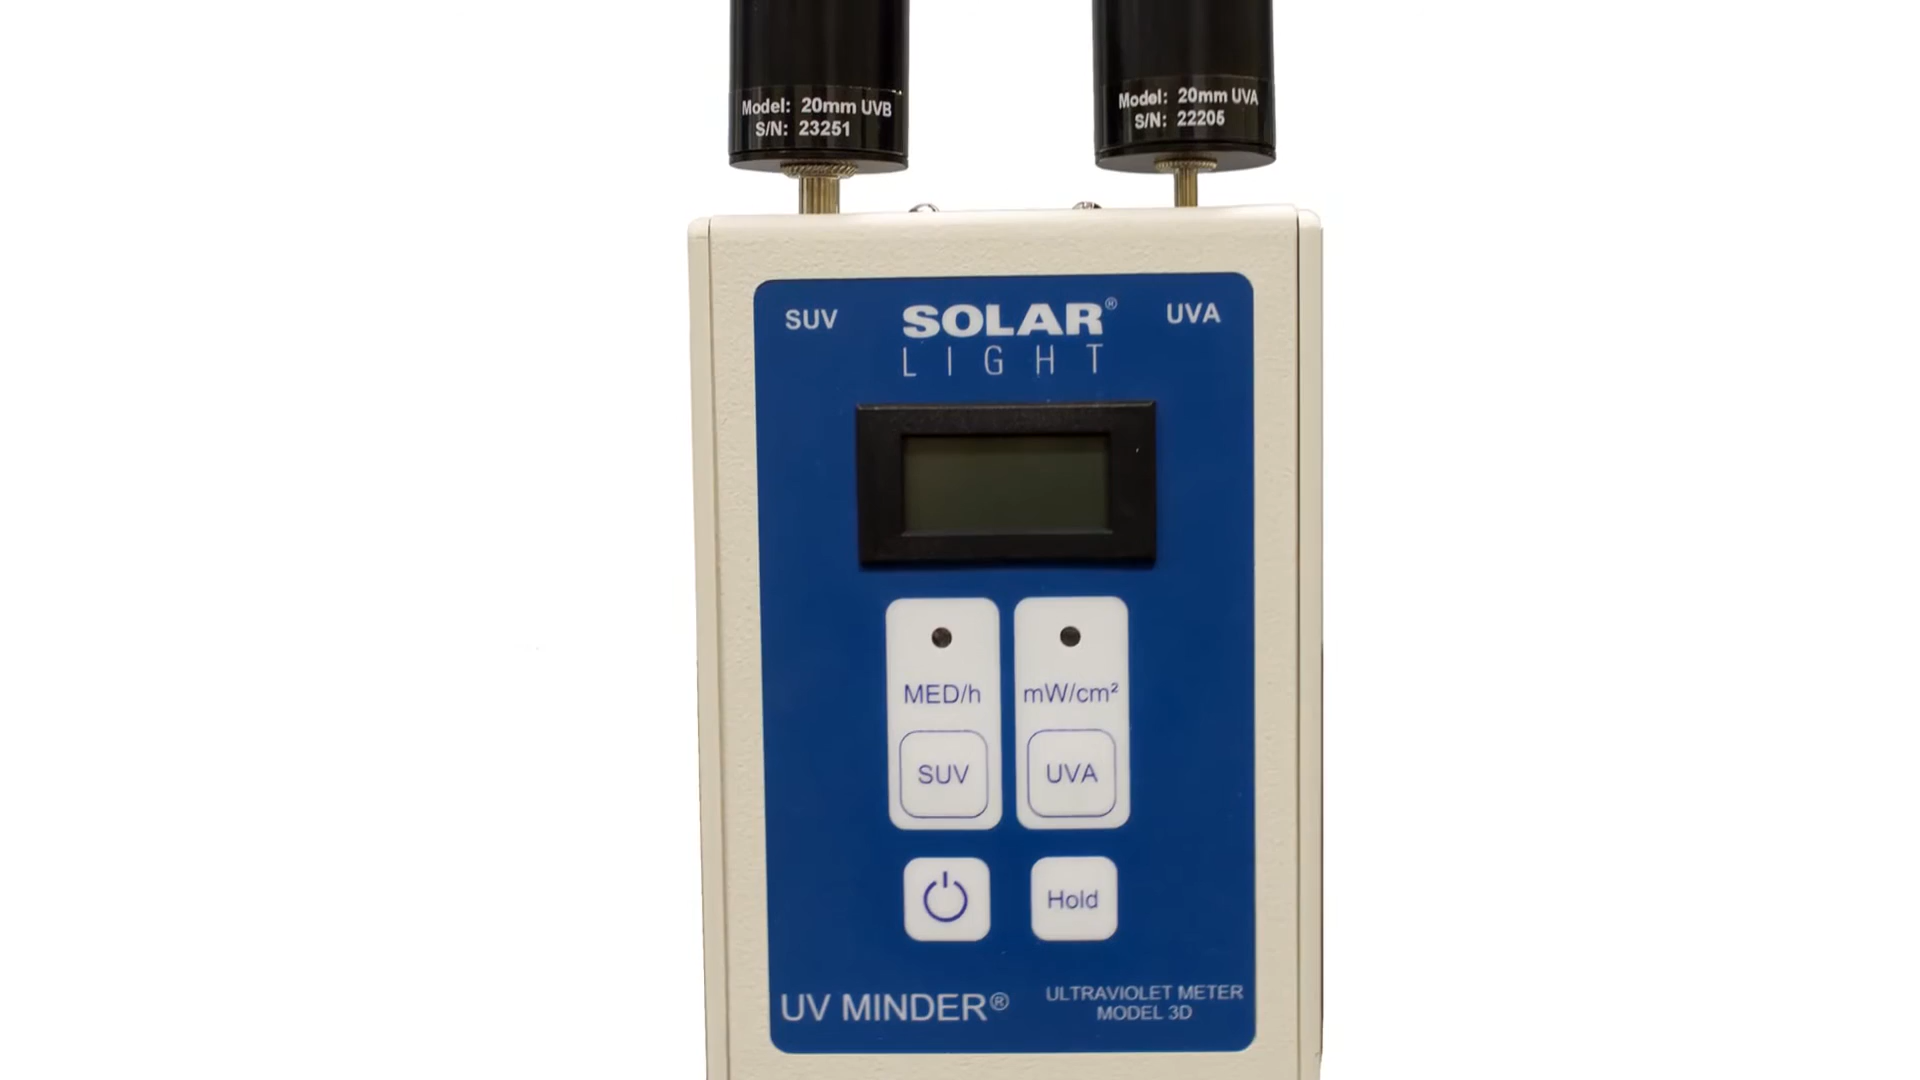 Model: 20mm UVB
S/N: 23251
Model: 20mm UVA
S/N: 22205
SUV
SOLAR®
LIGHT
UVA
MED/h
mW/cm²
SUV
UVA
Hold
UV MINDER®
ULTRAVIOLET METER
MODEL 3D